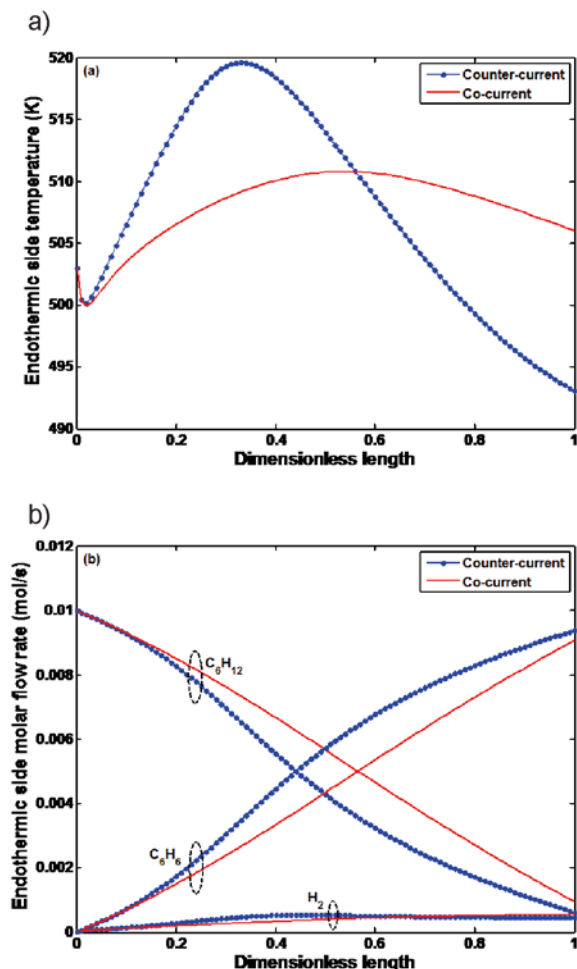 a)
(a)
Counter-current
Co-current
Endothermic side temperature (K)
520
515
510
505
500
495
490
0
0.2
0.4
0.6
0.8
1
Dimensionless length
b)
(b)
Counter-current
Co-current
Endothermic side molar flow rate (mol/s)
0.012
0.01
0.008
0.006
0.004
0.002
0
C₆H₁₂
C₆H₆
H₂
0
0.2
0.4
0.6
0.8
1
Dimensionless length